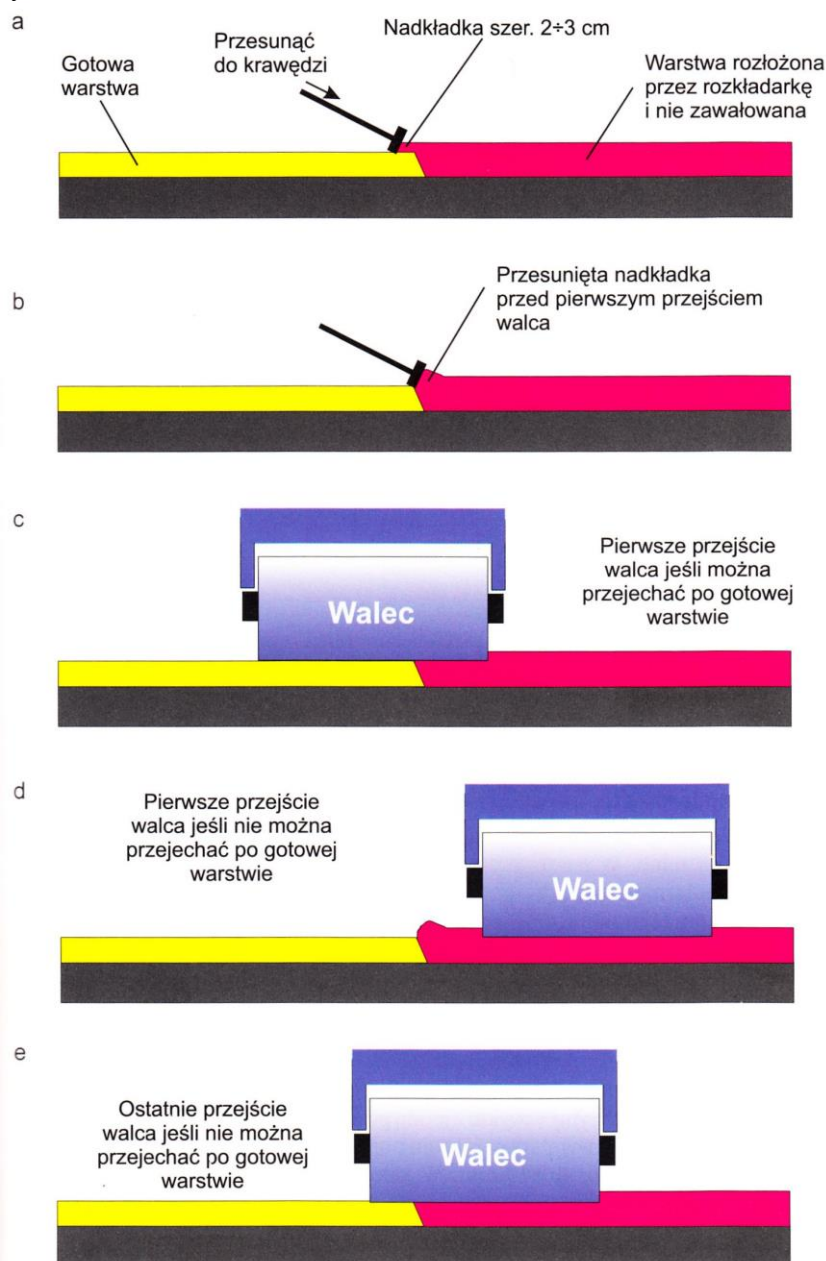 a
Przesunąć
do krawędzi
Nadkładka szer. 2÷3 cm
Gotowa
warstwa
Warstwa rozłożona
przez rozkładarkę
i nie zawałowana
b
Przesunięta nadkładka
przed pierwszym przejściem
walca
c
Walec
Pierwsze przejście
walca jeśli można
przejechać po gotowej
warstwie
d
Pierwsze przejście
walca jeśli nie można
przejechać po gotowej
warstwie
Walec
e
Ostatnie przejście
walca jeśli nie można
przejechać po gotowej
warstwie
Walec